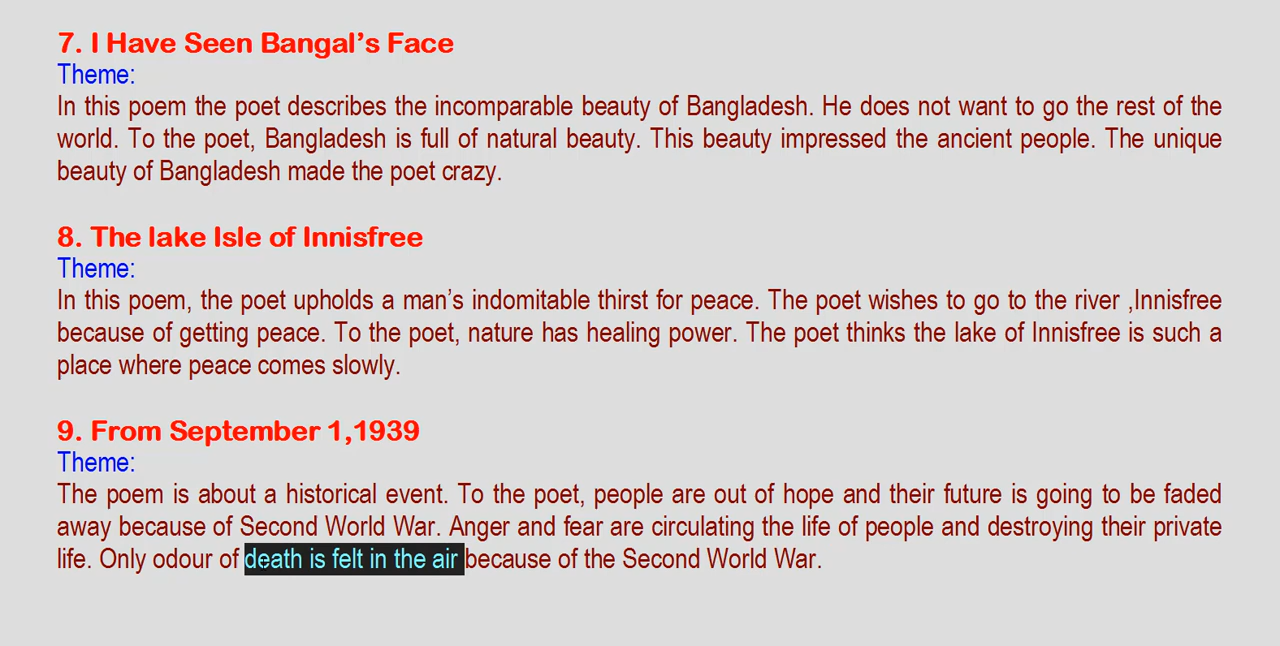 7. I Have Seen Bangal’s Face
Theme:
In this poem the poet describes the incomparable beauty of Bangladesh. He does not want to go the rest of the
world. To the poet, Bangladesh is full of natural beauty. This beauty impressed the ancient people. The unique
beauty of Bangladesh made the poet crazy.
8. The lake Isle of Innisfree
Theme:
In this poem, the poet upholds a man’s indomitable thirst for peace. The poet wishes to go to the river ,Innisfree
because of getting peace. To the poet, nature has healing power. The poet thinks the lake of Innisfree is such a
place where peace comes slowly.
9. From September 1,1939
Theme:
The poem is about a historical event. To the poet, people are out of hope and their future is going to be faded
away because of Second World War. Anger and fear are circulating the life of people and destroying their private
life. Only odour of death is felt in the air because of the Second World War.